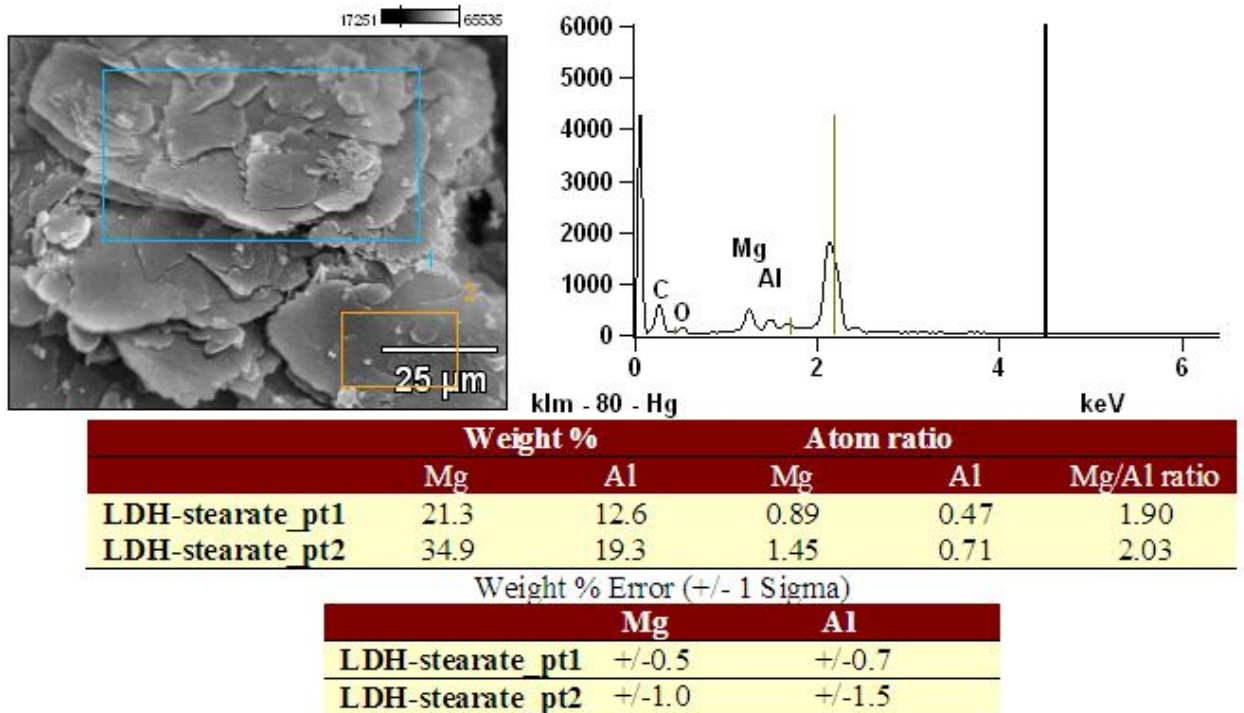 17251 65535
1
2
25 µm
6000
5000
4000
3000
2000
1000
0
C
O
Mg
Al
0 2 4 6
klm - 80 - Hg keV
Weight % Atom ratio
Mg Al Mg Al Mg/Al ratio
LDH-stearate_pt1 21.3 12.6 0.89 0.47 1.90
LDH-stearate_pt2 34.9 19.3 1.45 0.71 2.03
Weight % Error (+/- 1 Sigma)
Mg Al
LDH-stearate_pt1 +/-0.5 +/-0.7
LDH-stearate_pt2 +/-1.0 +/-1.5